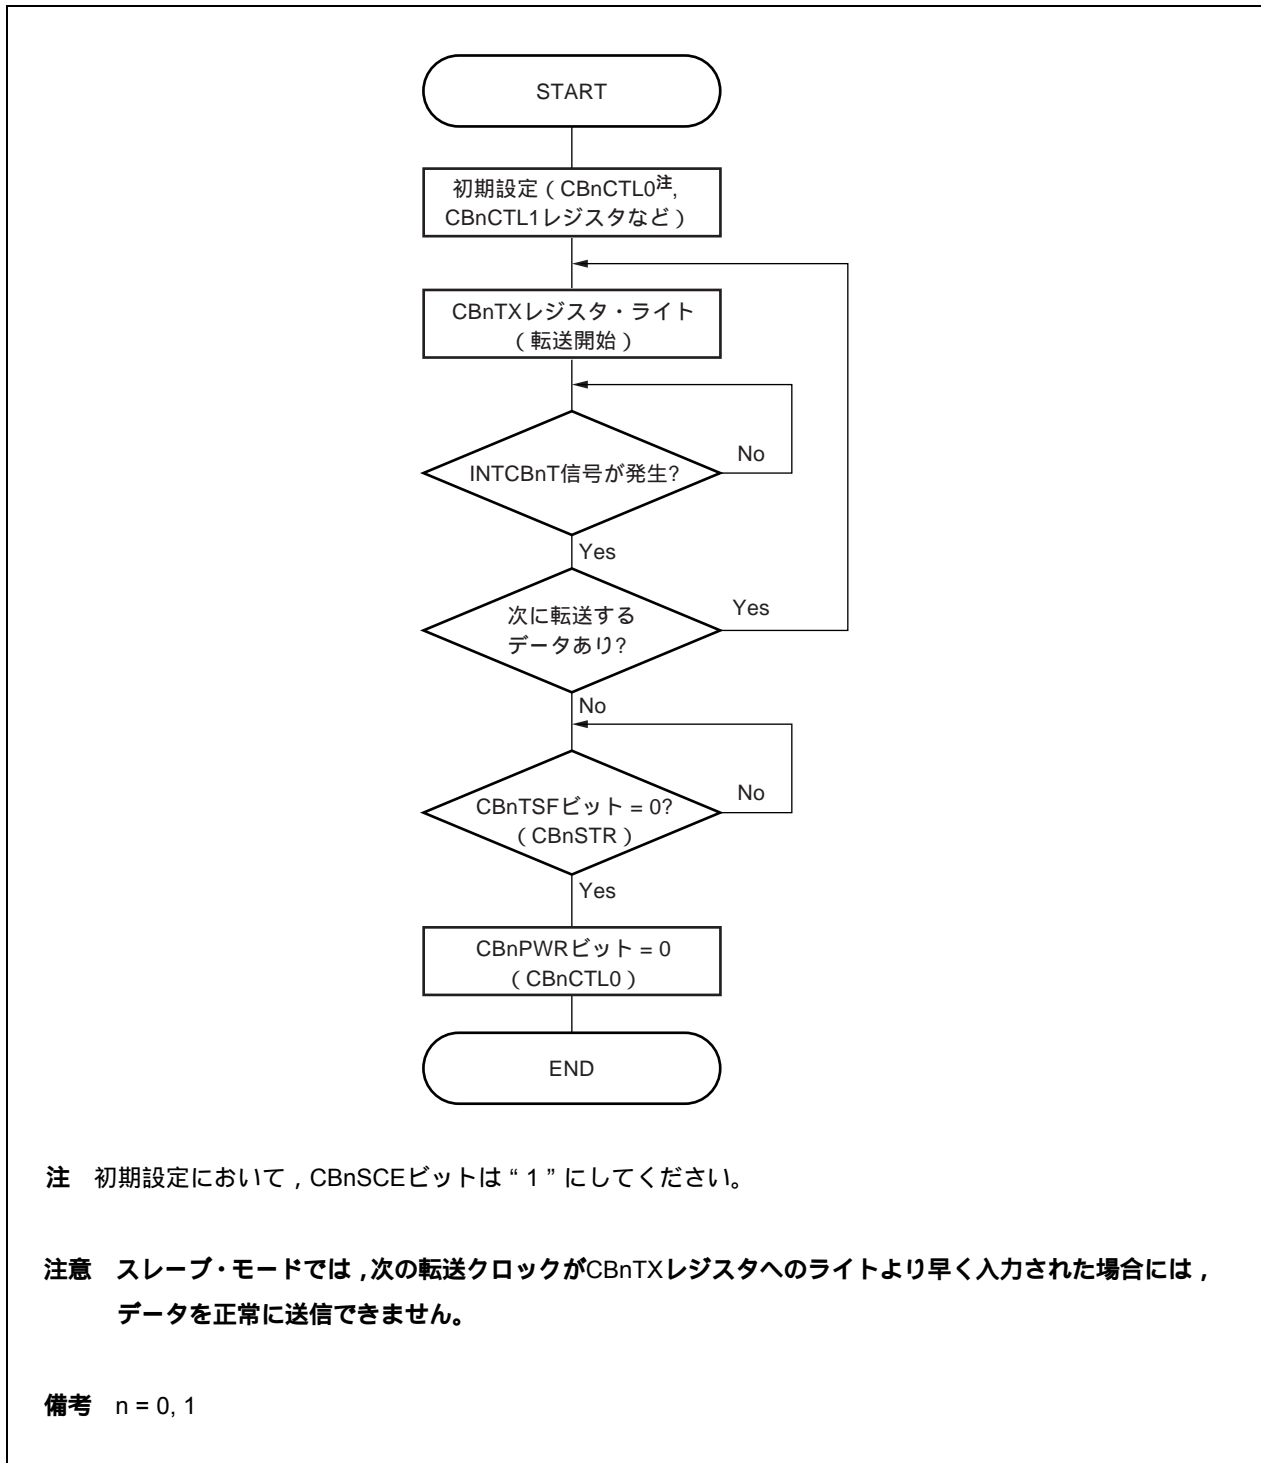 START
初期設定（CBnCTL0注,
CBnCTL1レジスタなど）
CBnTXレジスタ・ライト
（転送開始）
No
INTCBnT信号が発生?
Yes
次に転送する
データあり?
Yes
No
CBnTSFビット = 0?
（CBnSTR）
No
Yes
CBnPWRビット = 0
（CBnCTL0）
END
注　初期設定において，CBnSCEビットは“1”にしてください。
注意　スレーブ・モードでは，次の転送クロックがCBnTXレジスタへのライトより早く入力された場合には，
データを正常に送信できません。
備考　n = 0, 1